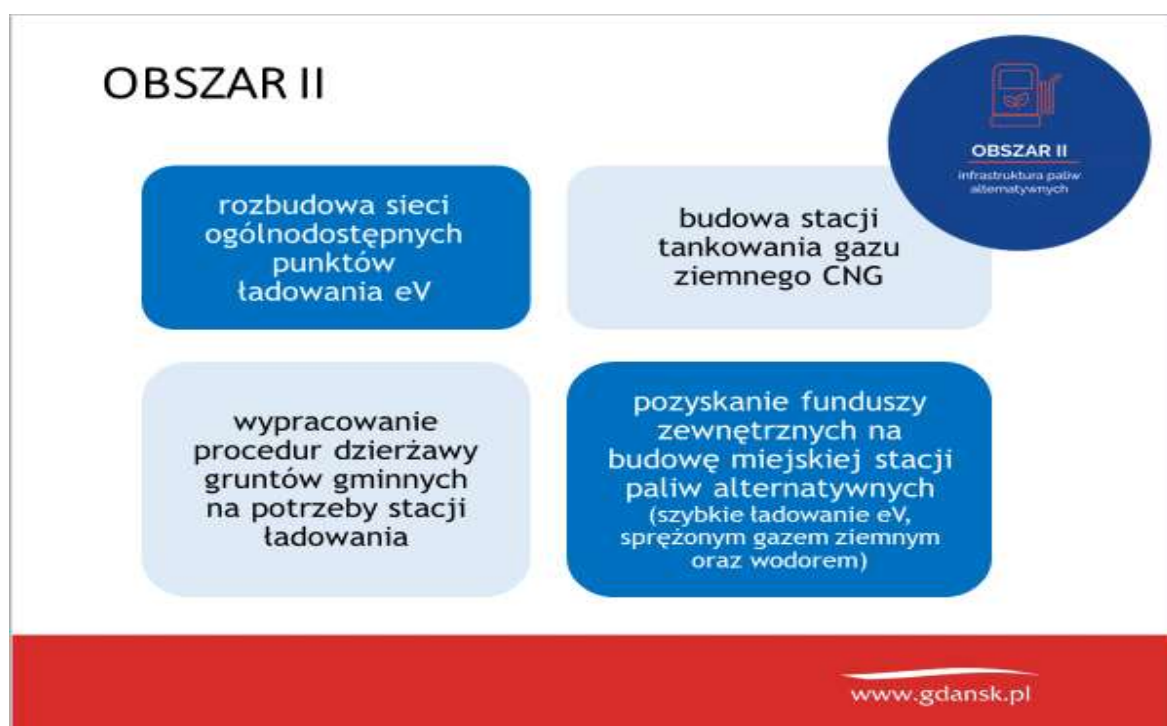 OBSZAR II
OBSZAR II
infrastruktura paliw
alternatywnych
rozbudowa sieci
ogólnodostępnych
punktów
ładowania eV
budowa stacji
tankowania gazu
ziemnego CNG
wypracowanie
procedur dzierżawy
gruntów gminnych
na potrzeby stacji
ładowania
pozyskanie funduszy
zewnętrznych na
budowę miejskiej stacji
paliw alternatywnych
(szybkie ładowanie eV,
sprężonym gazem ziemnym
oraz wodorem)
www.gdansk.pl